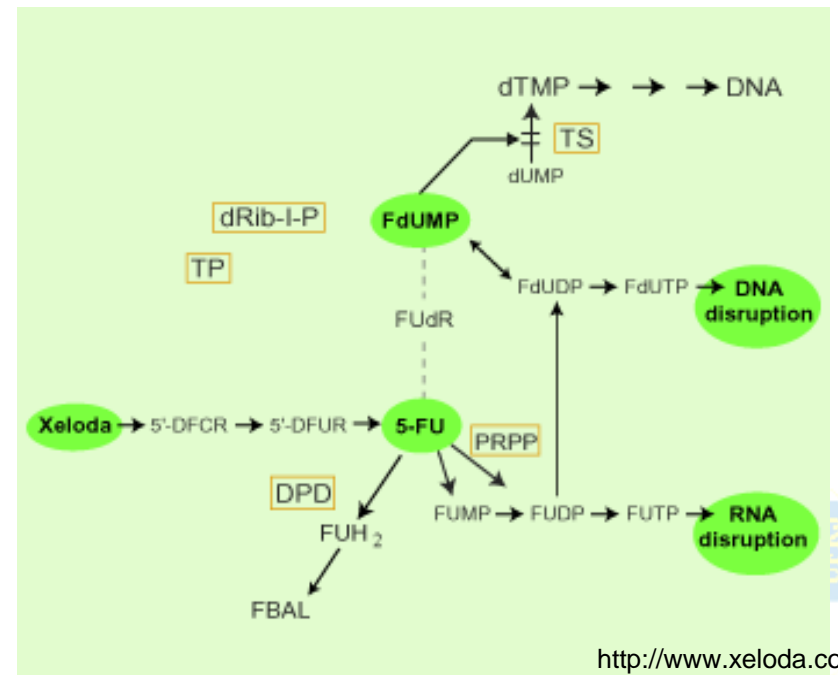 dTMP → → → DNA
TS
dUMP
dRib-I-P
FdUMP
TP
FdUDP → FdUTP → DNA
disruption
FUdR
Xeloda → 5'-DFCR → 5'-DFUR → 5-FU
PRPP
DPD
FUMP → FUDP → FUTP → RNA
disruption
FUH 2
FBAL
http://www.xeloda.co